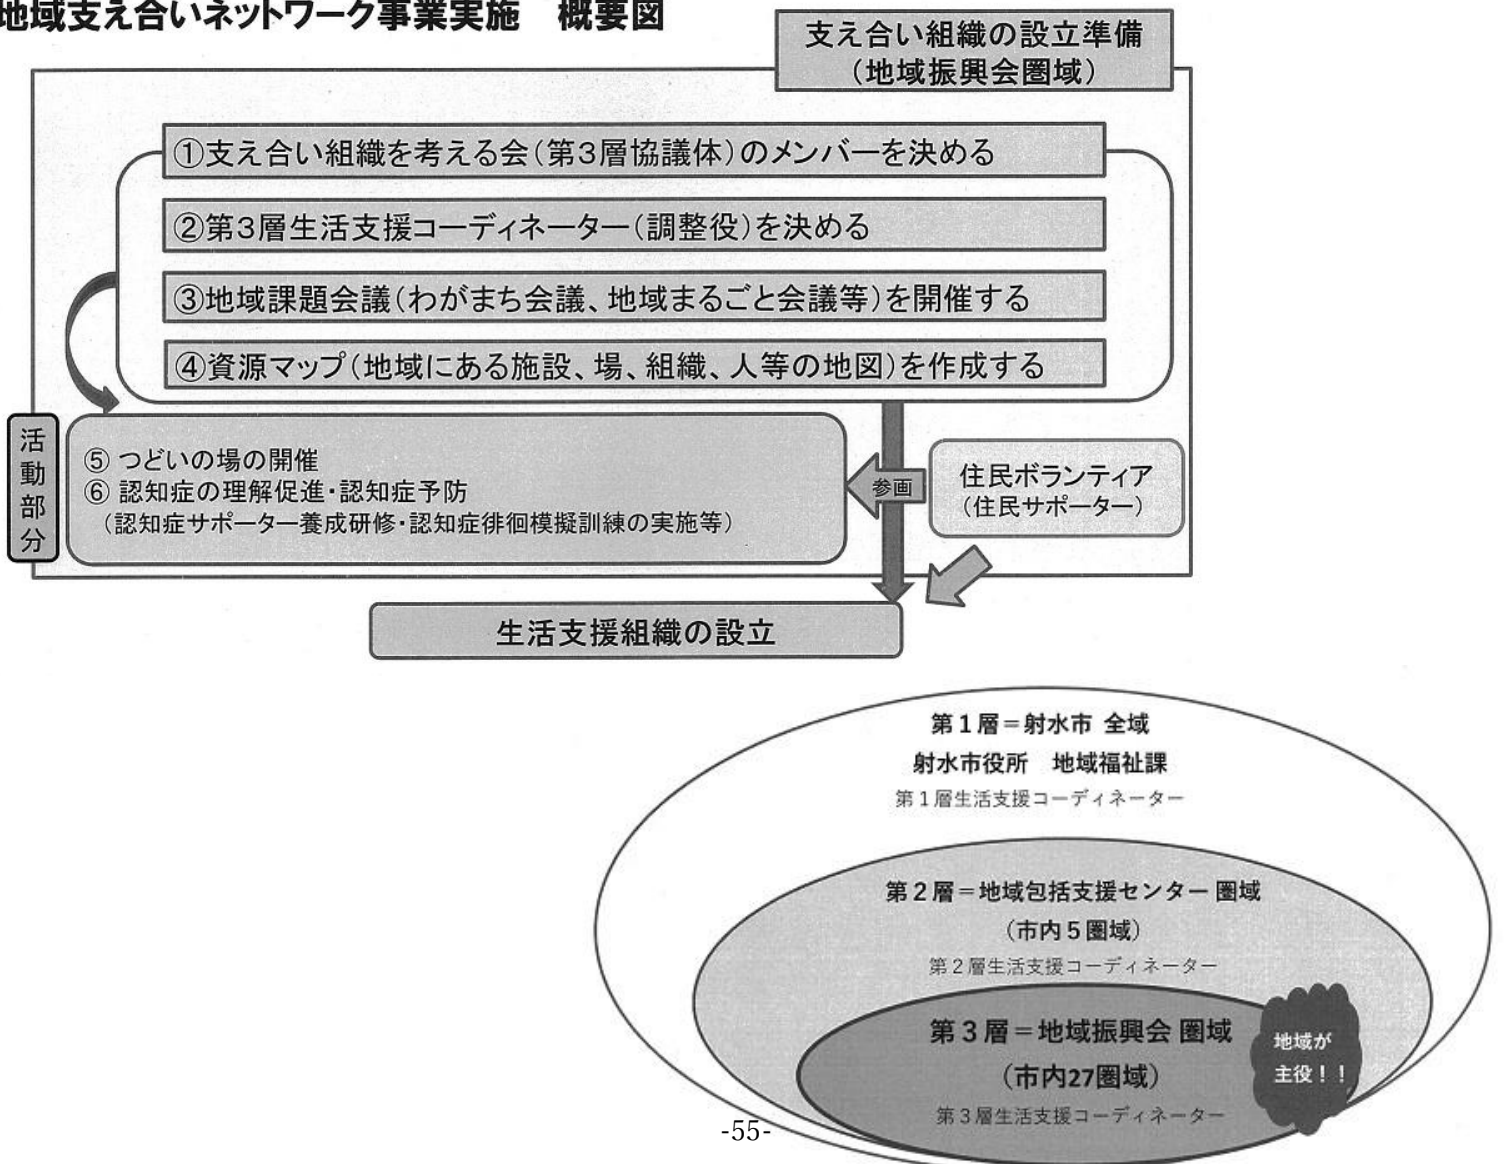 地域支え合いネットワーク事業実施　概要図
支え合い組織の設立準備
（地域振興会圏域）
①支え合い組織を考える会（第３層協議体）のメンバーを決める
②第３層生活支援コーディネーター（調整役）を決める
③地域課題会議（わがまち会議、地域まるごと会議等）を開催する
④資源マップ（地域にある施設、場、組織、人等の地図）を作成する
活動部分
⑤ つどいの場の開催
⑥ 認知症の理解促進・認知症予防
（認知症サポーター養成研修・認知症徘徊模擬訓練の実施等）
参画
住民ボランティア
（住民サポーター）
生活支援組織の設立
第１層＝射水市 全域
射水市役所　地域福祉課
第１層生活支援コーディネーター
第２層＝地域包括支援センター 圏域
（市内５圏域）
第２層生活支援コーディネーター
第３層＝地域振興会 圏域
（市内27圏域）
第３層生活支援コーディネーター
地域が
主役！！
-55-